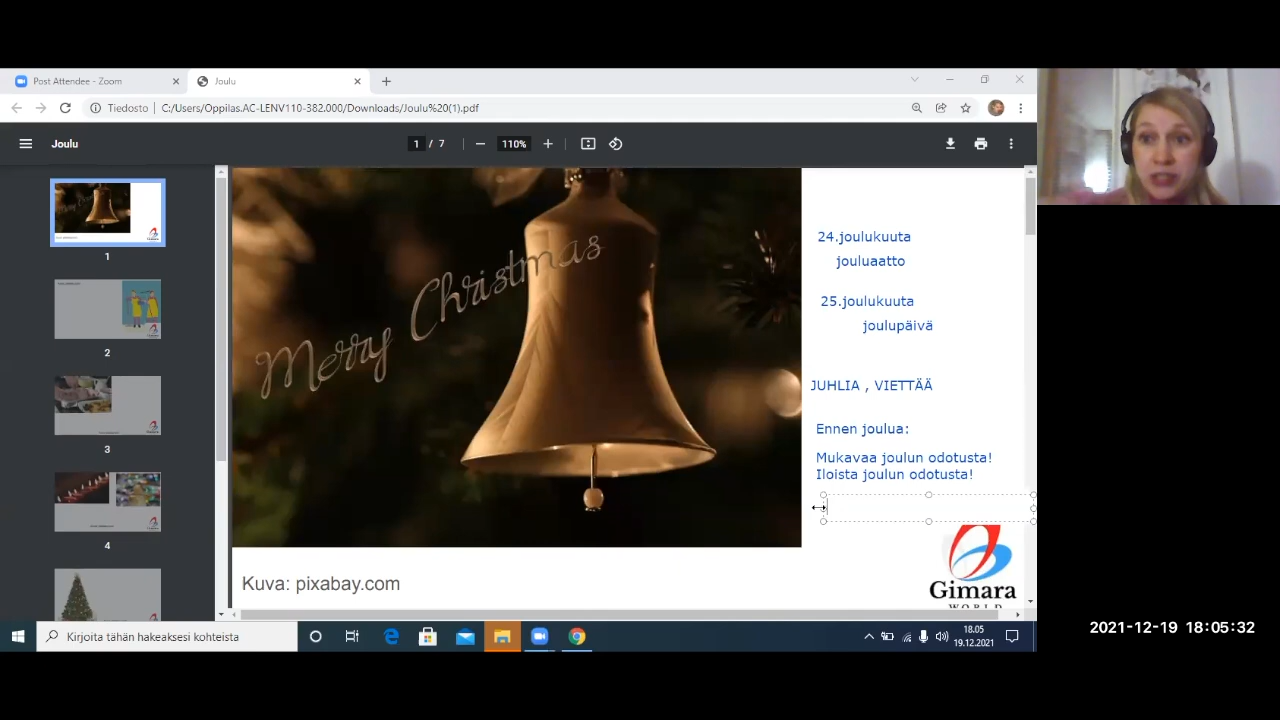 Post Attendee - Zoom
Joulu
Tiedosto
C:/Users/Oppilas.AC-LENV110-382.000/Downloads/Joulu%20(1).pdf
Joulu
1 / 7
110%
1
2
3
4
Merry Christmas
24.joulukuuta
jouluaatto
25.joulukuuta
joulupäivä
JUHLIA , VIETTÄÄ
Ennen joulua:
Mukavaa joulun odotusta!
Iloista joulun odotusta!
Kuva: pixabay.com
Gimara
WORLD
Kirjoita tähän hakeaksesi kohteista
18.05
19.12.2021
2021-12-19 18:05:32